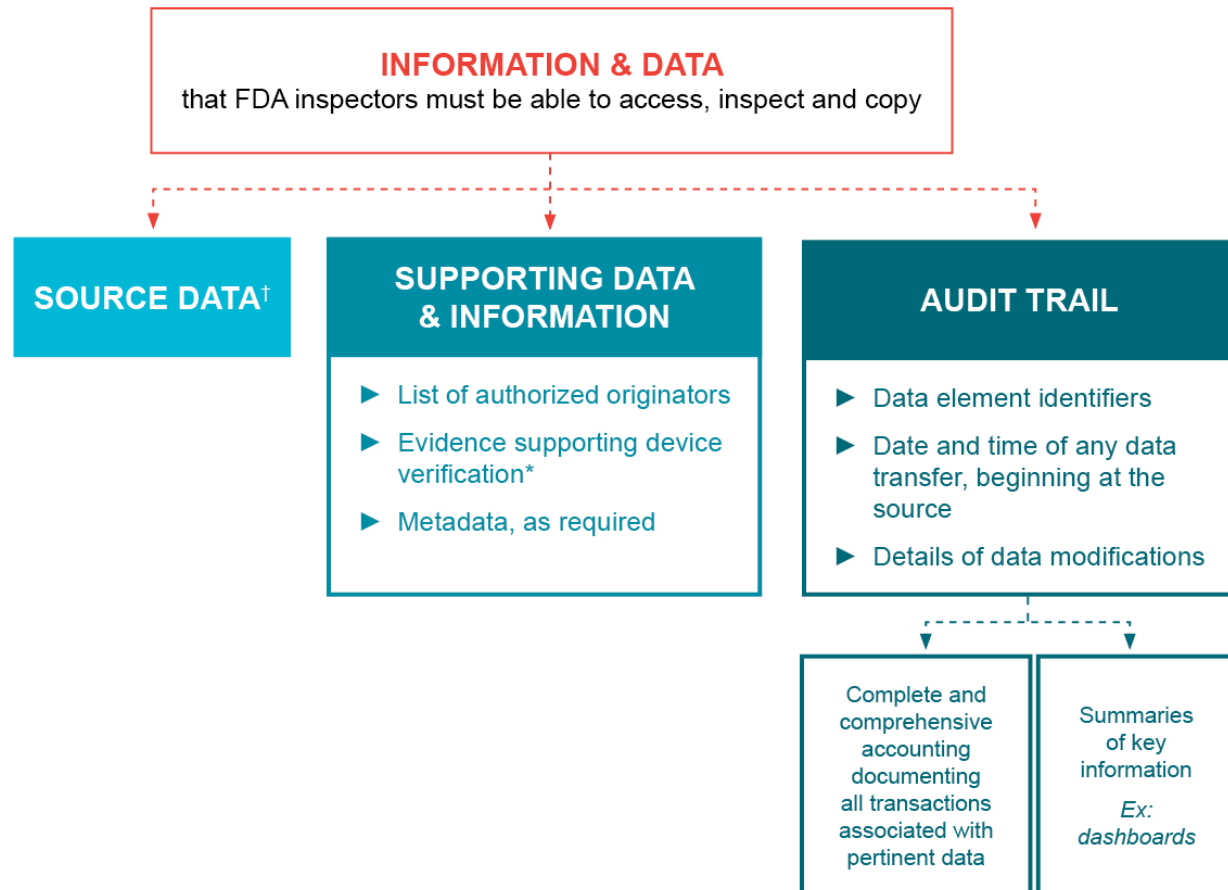 INFORMATION & DATA
that FDA inspectors must be able to access, inspect and copy
SOURCE DATA†
SUPPORTING DATA
& INFORMATION
► List of authorized originators
► Evidence supporting device
verification*
► Metadata, as required
AUDIT TRAIL
► Data element identifiers
► Date and time of any data
transfer, beginning at the
source
► Details of data modifications
Complete and
comprehensive
accounting
documenting
all transactions
associated with
pertinent data
Summaries
of key
information
Ex:
dashboards